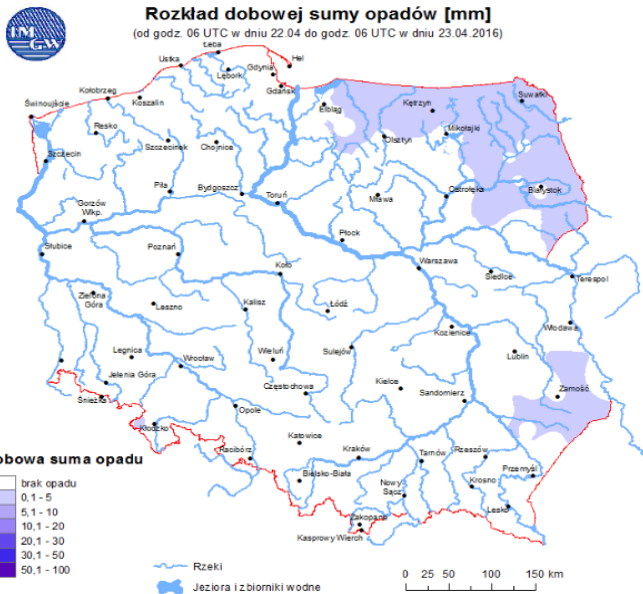 IM
GW
Rozkład dobowej sumy opadów [mm]
(od godz. 06 UTC w dniu 22.04 do godz. 06 UTC w dniu 23.04.2016)
Łeba
Hel
Ustka
Gdynia
Lębork
Gdańsk
Kołobrzeg
Koszalin
Świnoujście
Elbląg
Kętrzyn
Suwałki
Resko
Mikołajki
Szczecinek
Chojnice
Olsztyn
Szczecin
Piła
Bydgoszcz
Toruń
Mława
Ostrołęka
Białystok
Gorzów
Wlkp.
Płock
Słubice
Poznań
Warszawa
Koło
Siedlce
Terespol
Zielona
Góra
Leszno
Kalisz
Łódź
Kozienice
Włodawa
Legnica
Wrocław
Wieluń
Sulejów
Lublin
Jelenia Góra
Kielce
Zamość
Śnieżka
Częstochowa
Sandomierz
Opole
Kłodzko
Katowice
Racibórz
Kraków
Tarnów
Rzeszów
Bielsko-Biała
Przemyśl
Nowy
Sącz
Krosno
Lesko
Zakopane
Kasprowy Wierch
obowa suma opadu
brak opadu
0,1 - 5
5,1 - 10
10,1 - 20
20,1 - 30
30,1 - 50
50,1 - 100
Rzeki
Jeziora i zbiorniki wodne
0 25 50 100 150 km